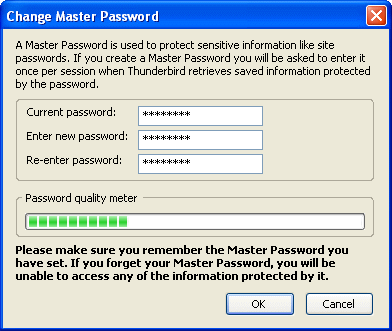 Change Master Password
A Master Password is used to protect sensitive information like site
passwords. If you create a Master Password you will be asked to enter it
once per session when Thunderbird retrieves saved information protected
by the password.
Current password: ********
Enter new password: ********
Re-enter password: ********
Password quality meter
Please make sure you remember the Master Password you
have set. If you forget your Master Password, you will be
unable to access any of the information protected by it.
OK Cancel